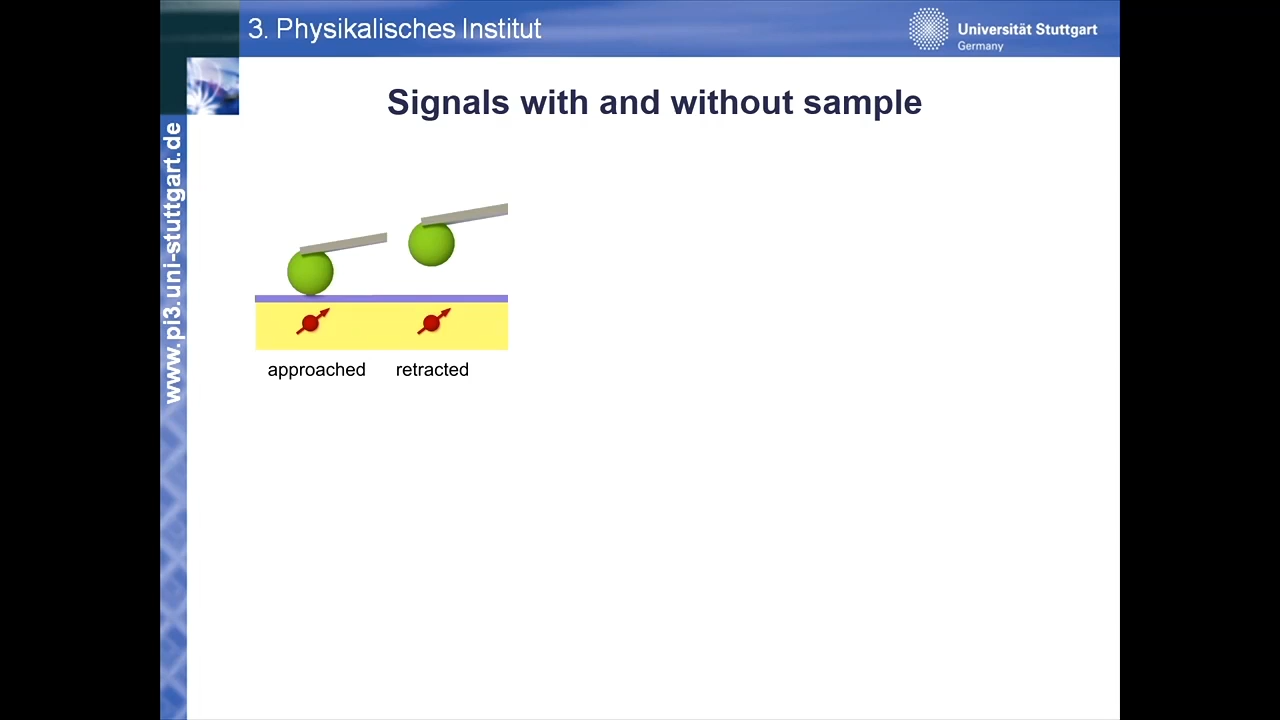 3. Physikalisches Institut
Universität Stuttgart
Germany
www.pi3.uni-stuttgart.de
Signals with and without sample
approached retracted